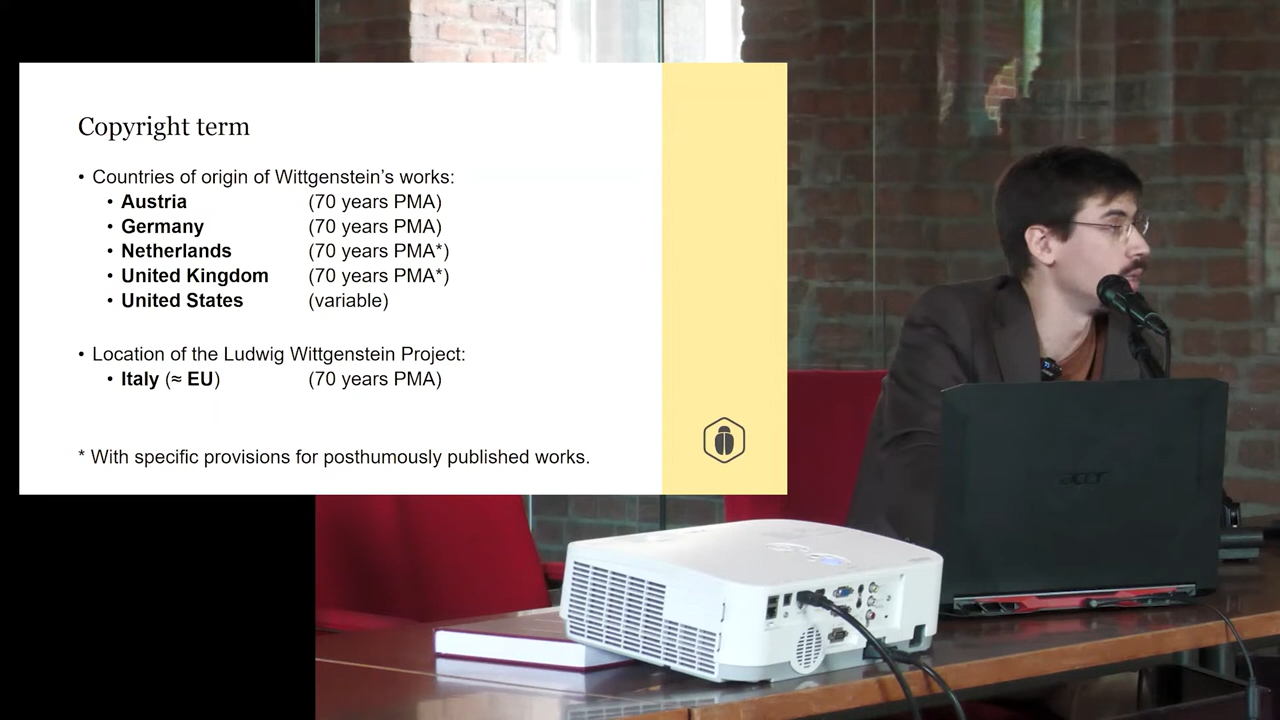 Copyright term
• Countries of origin of Wittgenstein's works:
• Austria (70 years PMA)
• Germany (70 years PMA)
• Netherlands (70 years PMA*)
• United Kingdom (70 years PMA*)
• United States (variable)
• Location of the Ludwig Wittgenstein Project:
• Italy (≈ EU) (70 years PMA)
* With specific provisions for posthumously published works.
acer